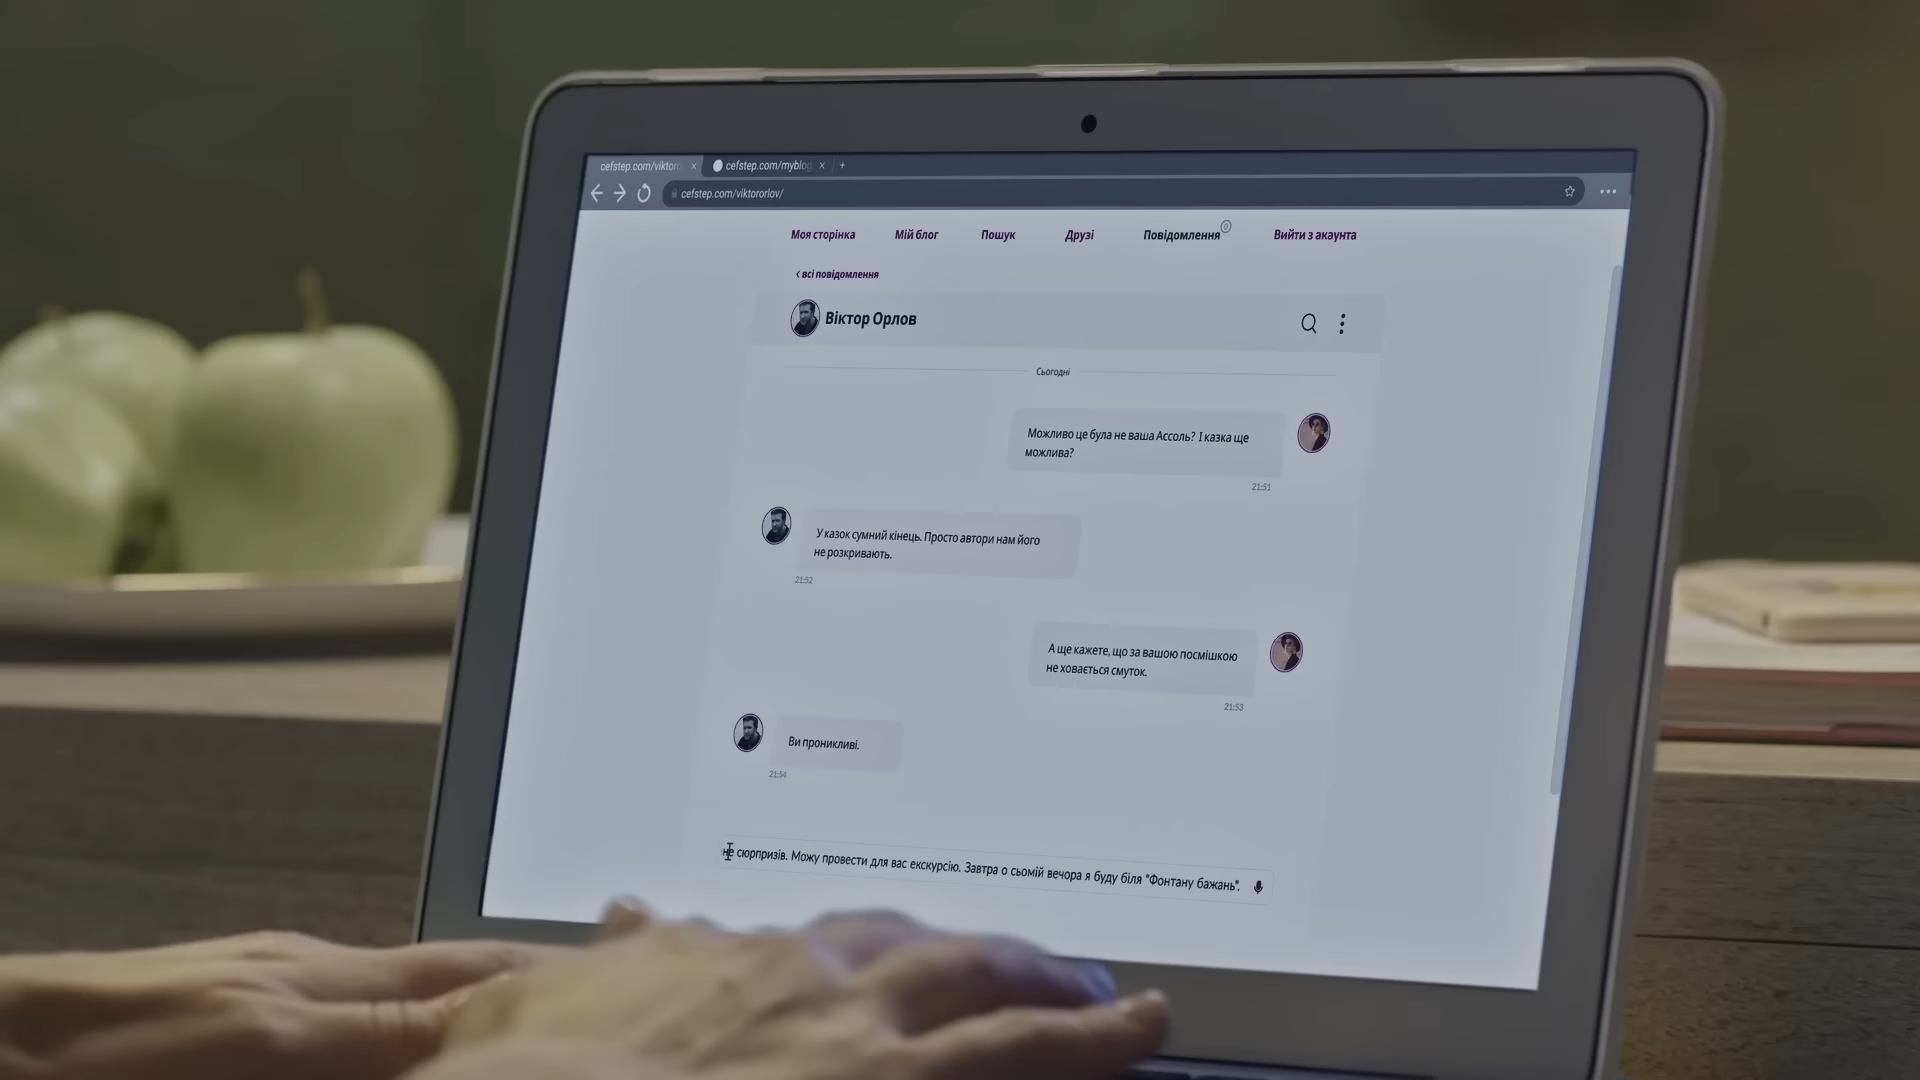 cefstep.com/viktoro
cefstep.com/myblog
cefstep.com/viktororlov/
Моя сторінка Мій блог Пошук Друзі Повідомлення 0 Вийти з акаунта
‹ всі повідомлення
Віктор Орлов
Сьогодні
Можливо це була не ваша Ассоль? І казка ще
можлива?
21:51
У казок сумний кінець. Просто автори нам його
не розкривають.
21:52
А ще кажете, що за вашою посмішкою
не ховається смуток.
21:53
Ви проникливі.
21:54
не сюрпризів. Можу провести для вас екскурсію. Завтра о сьомій вечора я буду біля "Фонтану бажань".